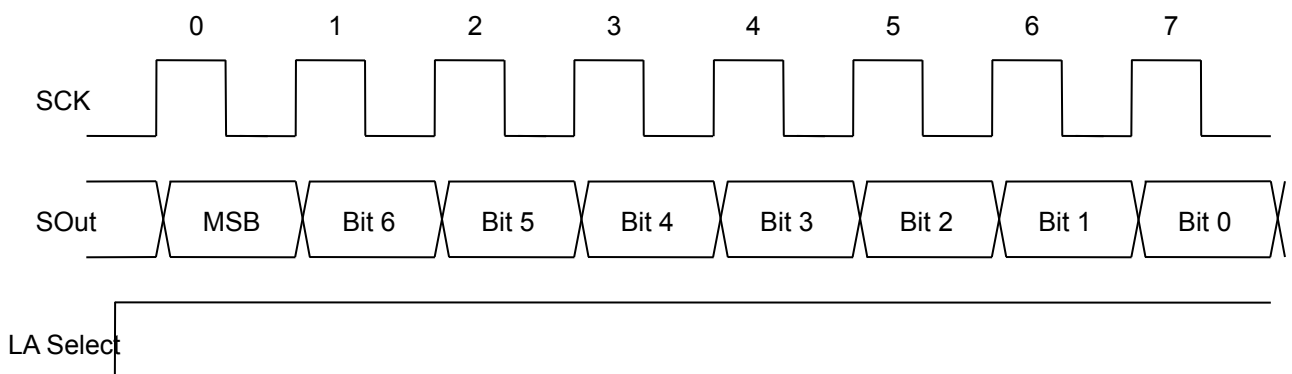 0 1 2 3 4 5 6 7
SCK
SOut MSB Bit 6 Bit 5 Bit 4 Bit 3 Bit 2 Bit 1 Bit 0
LA Select